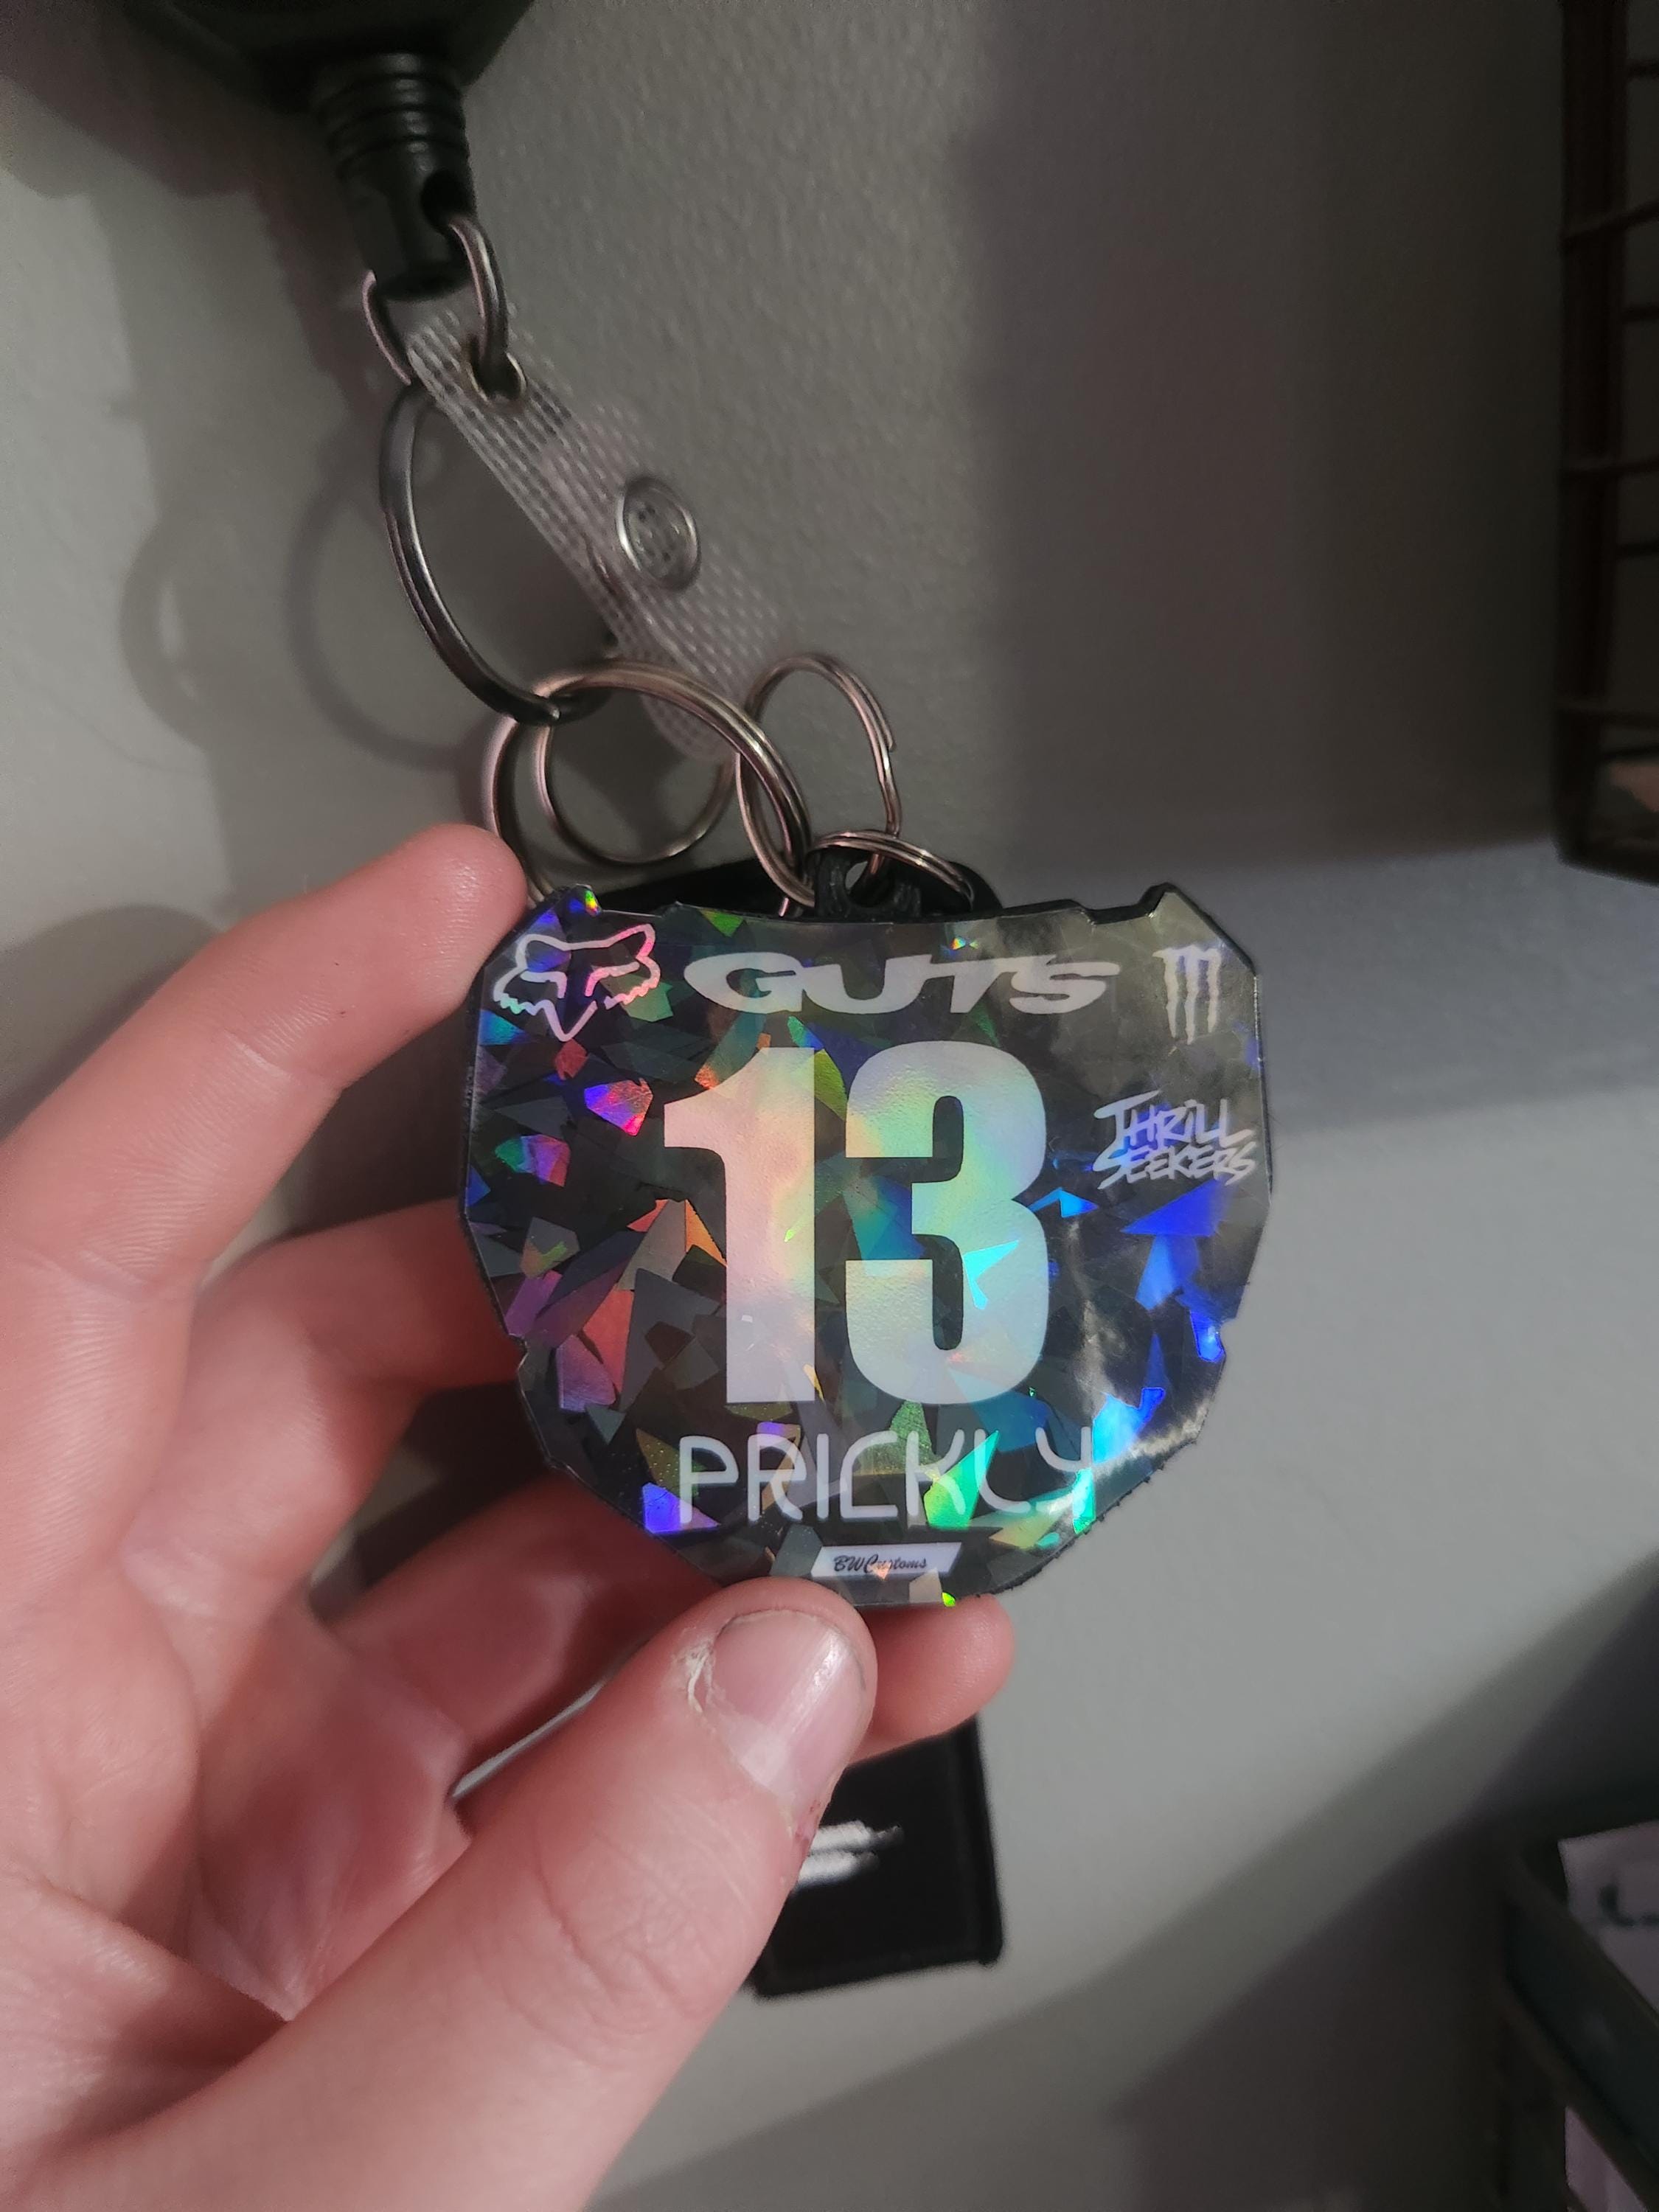 GUTS
13
THRILL
SEEKERS
PRICKLY
BWCustoms